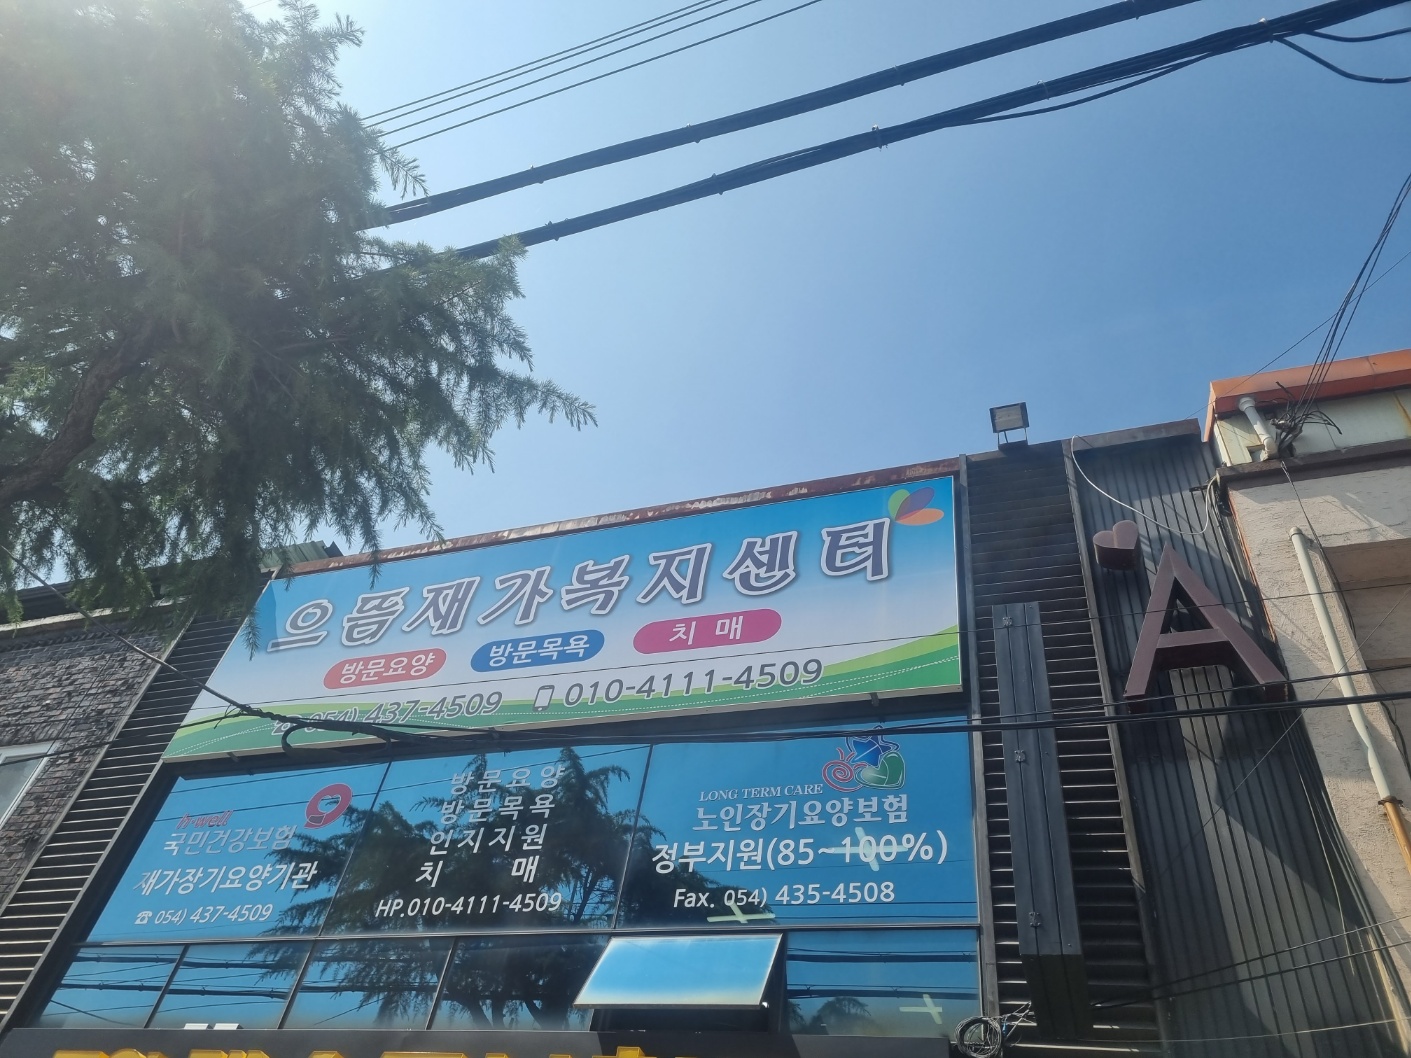 으뜸재가복지센터
방문요양 방문목욕 치매
054) 437-4509 010-4111-4509
h-well
국민건강보험
재가장기요양기관
☎ 054) 437-4509
방문요양
방문목욕
인지지원
치 매
HP.010-4111-4509
LONG TERM CARE
노인장기요양보험
정부지원(85~100%)
Fax. 054) 435-4508
A